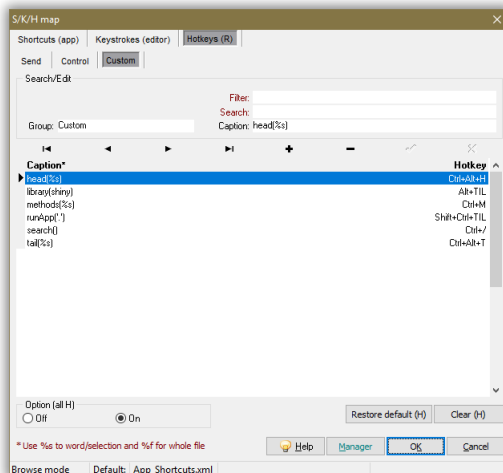 S/K/H map
Shortcuts (app) Keystrokes (editor) Hotkeys (R)
Send Control Custom
Search/Edit
Filter:
Search:
Group: Custom Caption: head(%s)
Caption* Hotkey
head(%s) Ctrl+Alt+H
library(shiny) Alt+TIL
methods(%s) Ctrl+M
runApp('.') Shift+Ctrl+TIL
search() Ctrl+/
tail(%s) Ctrl+Alt+T
Option (all H)
Off On Restore default (H) Clear (H)
* Use %s to word/selection and %f for whole file Help Manager OK Cancel
Browse mode Default: App_Shortcuts.xml